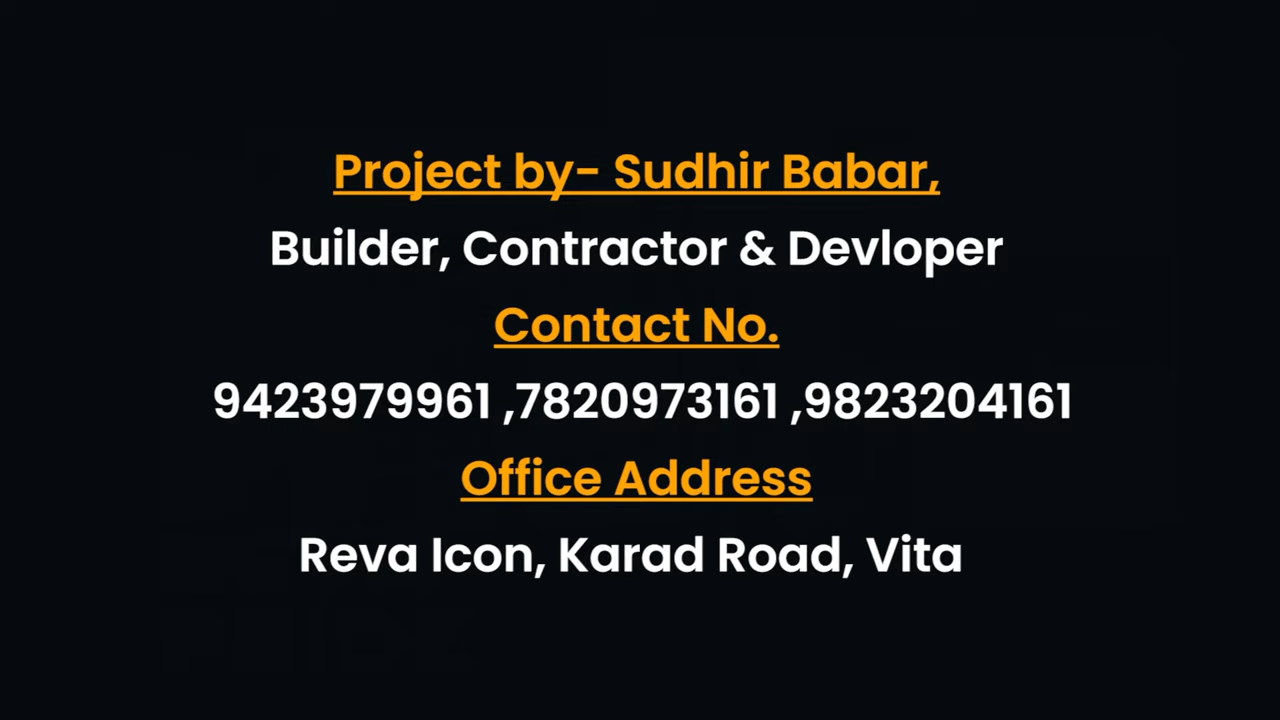 Project by- Sudhir Babar,
Builder, Contractor & Devloper
Contact No.
9423979961 ,7820973161 ,9823204161
Office Address
Reva Icon, Karad Road, Vita